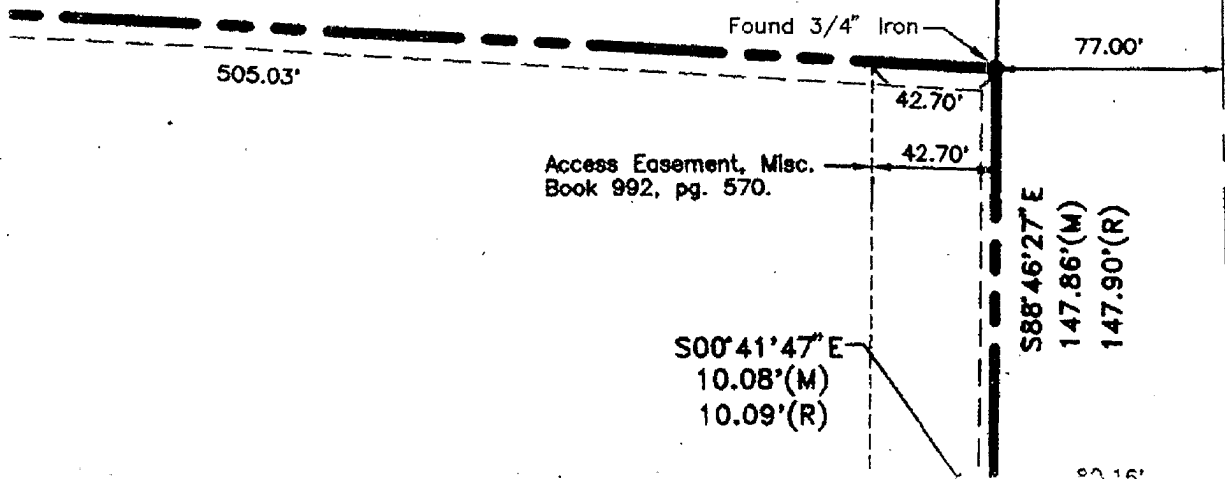 Found 3/4" Iron
77.00'
505.03'
42.70'
42.70'
Access Easement, Misc.
Book 992, pg. 570.
S88°46'27"E
147.86'(M)
147.90'(R)
S00°41'47"E
10.08'(M)
10.09'(R)